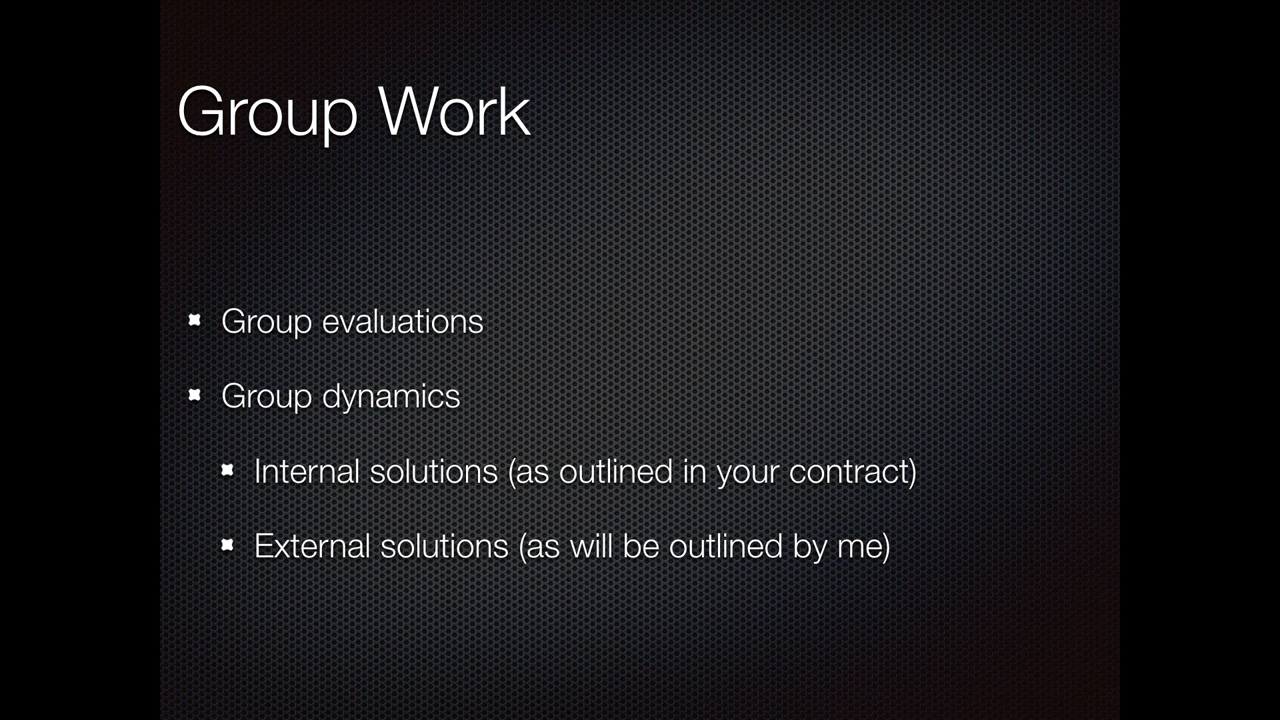 Group Work
Group evaluations
Group dynamics
Internal solutions (as outlined in your contract)
External solutions (as will be outlined by me)